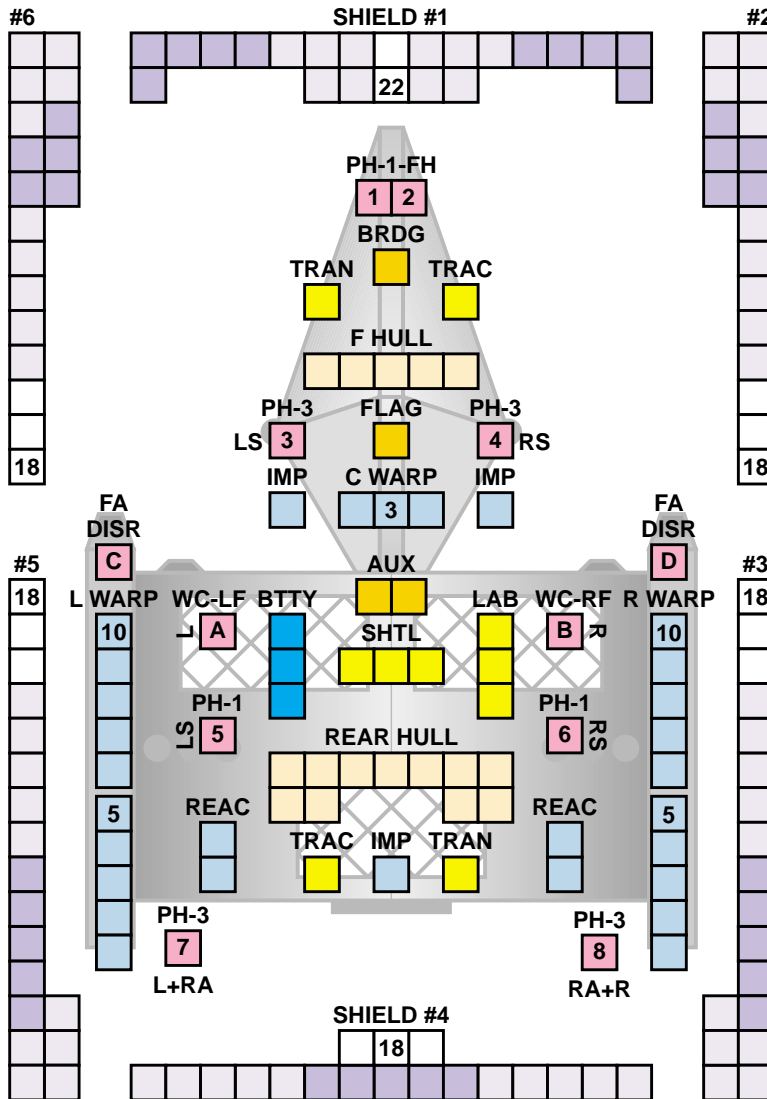 #6 SHIELD #1 #2
22
PH-1-FH
1 2
BRDG
TRAN TRAC
F HULL
PH-3 FLAG PH-3
LS 3 4 RS
18 18
IMP C WARP IMP
3
FA FA
DISR DISR
#5 C AUX D #3
18 L WARP WC-LF BTTY LAB WC-RF R WARP 18
10 L A SHTL B R 10
PH-1 PH-1
LS 5 REAR HULL 6 RS
5 REAC REAC 5
TRAC IMP TRAN
PH-3 PH-3
7 8
L+RA RA+R
SHIELD #4
18